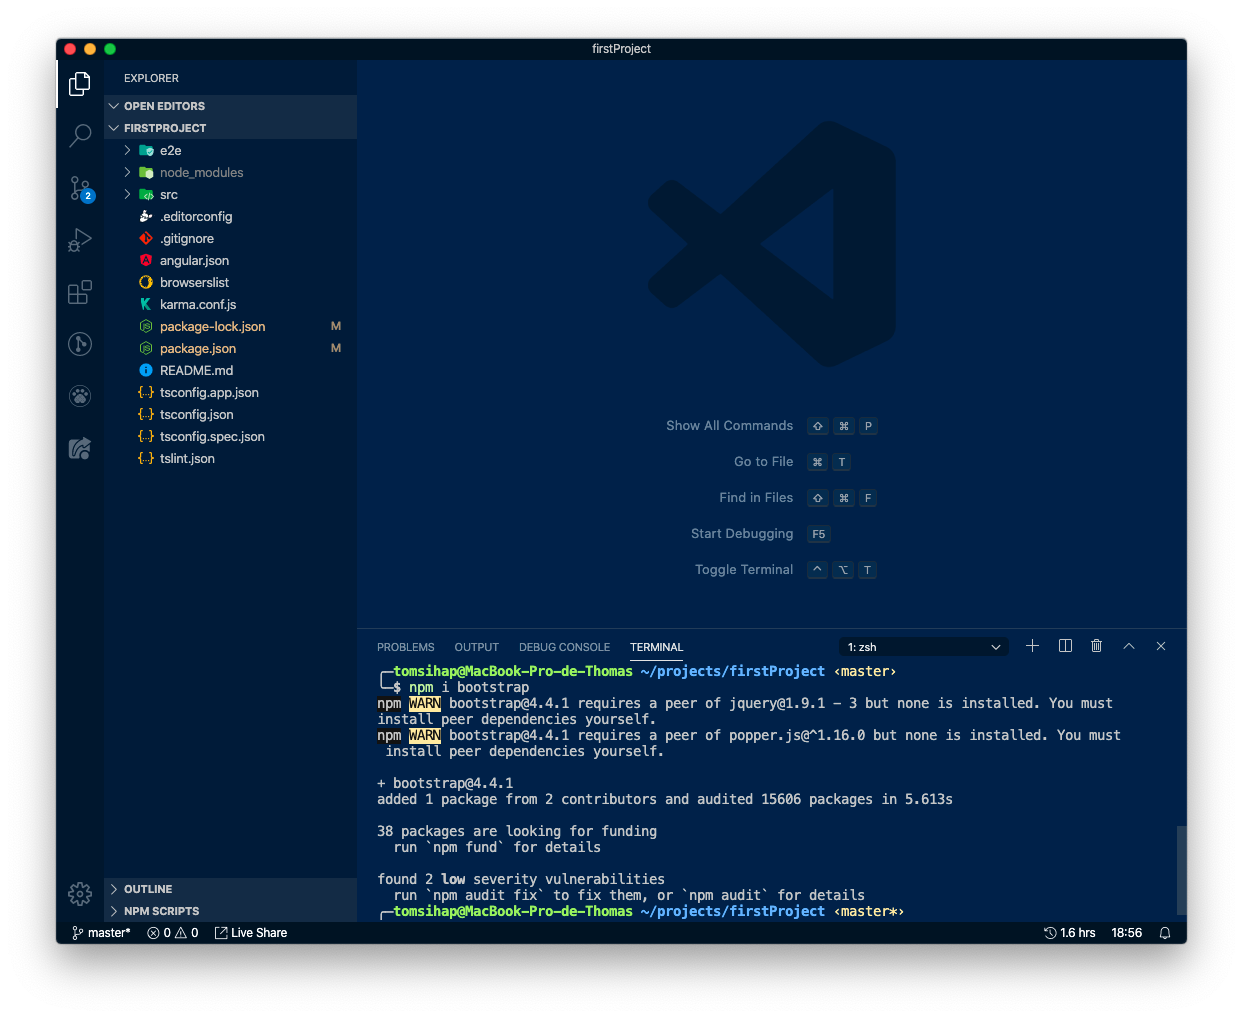 firstProject
EXPLORER
OPEN EDITORS
FIRSTPROJECT
e2e
node_modules
src
.editorconfig
.gitignore
angular.json
browserslist
karma.conf.js
package-lock.json M
package.json M
README.md
tsconfig.app.json
tsconfig.json
tsconfig.spec.json
tslint.json
2
OUTLINE
NPM SCRIPTS
Show All Commands ⇧ ⌘ P
Go to File ⌘ T
Find in Files ⇧ ⌘ F
Start Debugging F5
Toggle Terminal ^ ⌥ T
PROBLEMS OUTPUT DEBUG CONSOLE TERMINAL 1: zsh
tomsihap@MacBook-Pro-de-Thomas ~/projects/firstProject ‹master›
$ npm i bootstrap
npm WARN bootstrap@4.4.1 requires a peer of jquery@1.9.1 - 3 but none is installed. You must
install peer dependencies yourself.
npm WARN bootstrap@4.4.1 requires a peer of popper.js@^1.16.0 but none is installed. You must
install peer dependencies yourself.
+ bootstrap@4.4.1
added 1 package from 2 contributors and audited 15606 packages in 5.613s
38 packages are looking for funding
run `npm fund` for details
found 2 low severity vulnerabilities
run `npm audit fix` to fix them, or `npm audit` for details
tomsihap@MacBook-Pro-de-Thomas ~/projects/firstProject ‹master*›
master* 0 0 Live Share 1.6 hrs 18:56